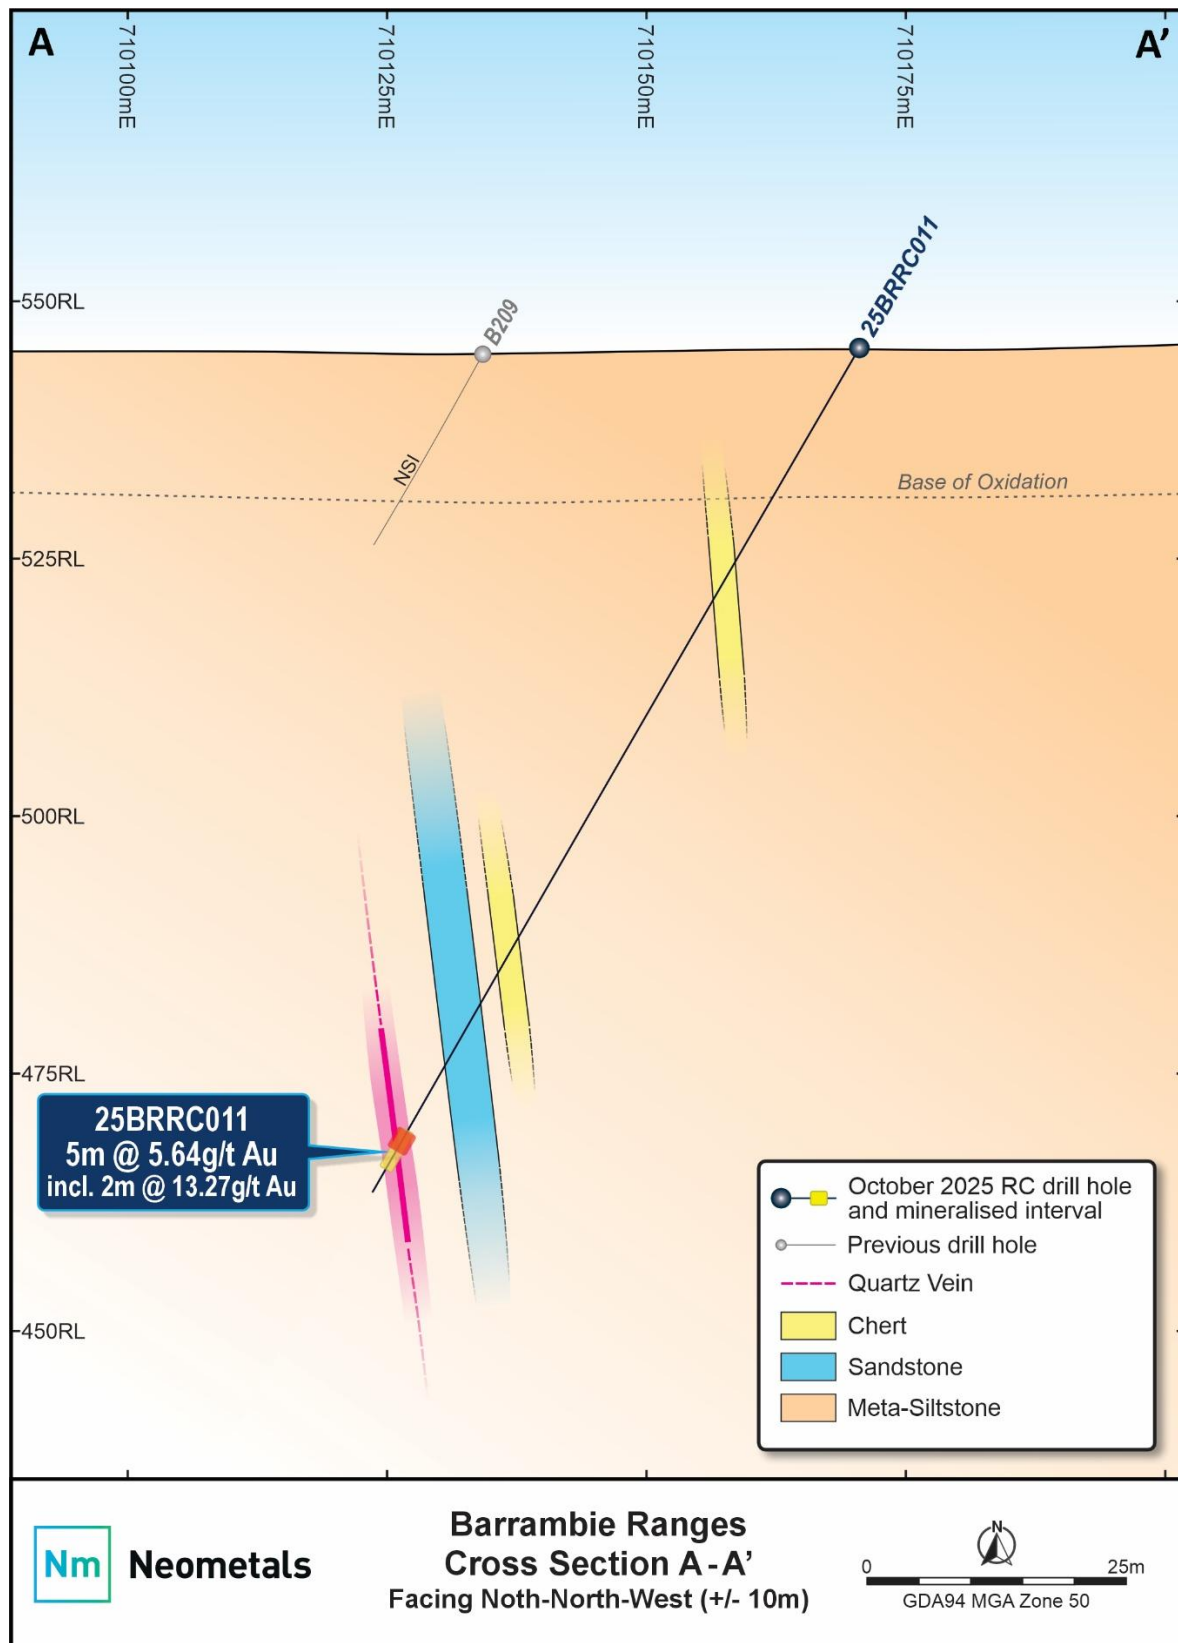 A
A'
710100mE
710125mE
710150mE
710175mE
25BRRC011
B209
550RL
NSI
Base of Oxidation
525RL
500RL
475RL
25BRRC011
5m @ 5.64g/t Au
incl. 2m @ 13.27g/t Au
450RL
October 2025 RC drill hole
and mineralised interval
Previous drill hole
Quartz Vein
Chert
Sandstone
Meta-Siltstone
Nm Neometals
Barrambie Ranges
Cross Section A - A'
Facing Noth-North-West (+/- 10m)
N
0 25m
GDA94 MGA Zone 50